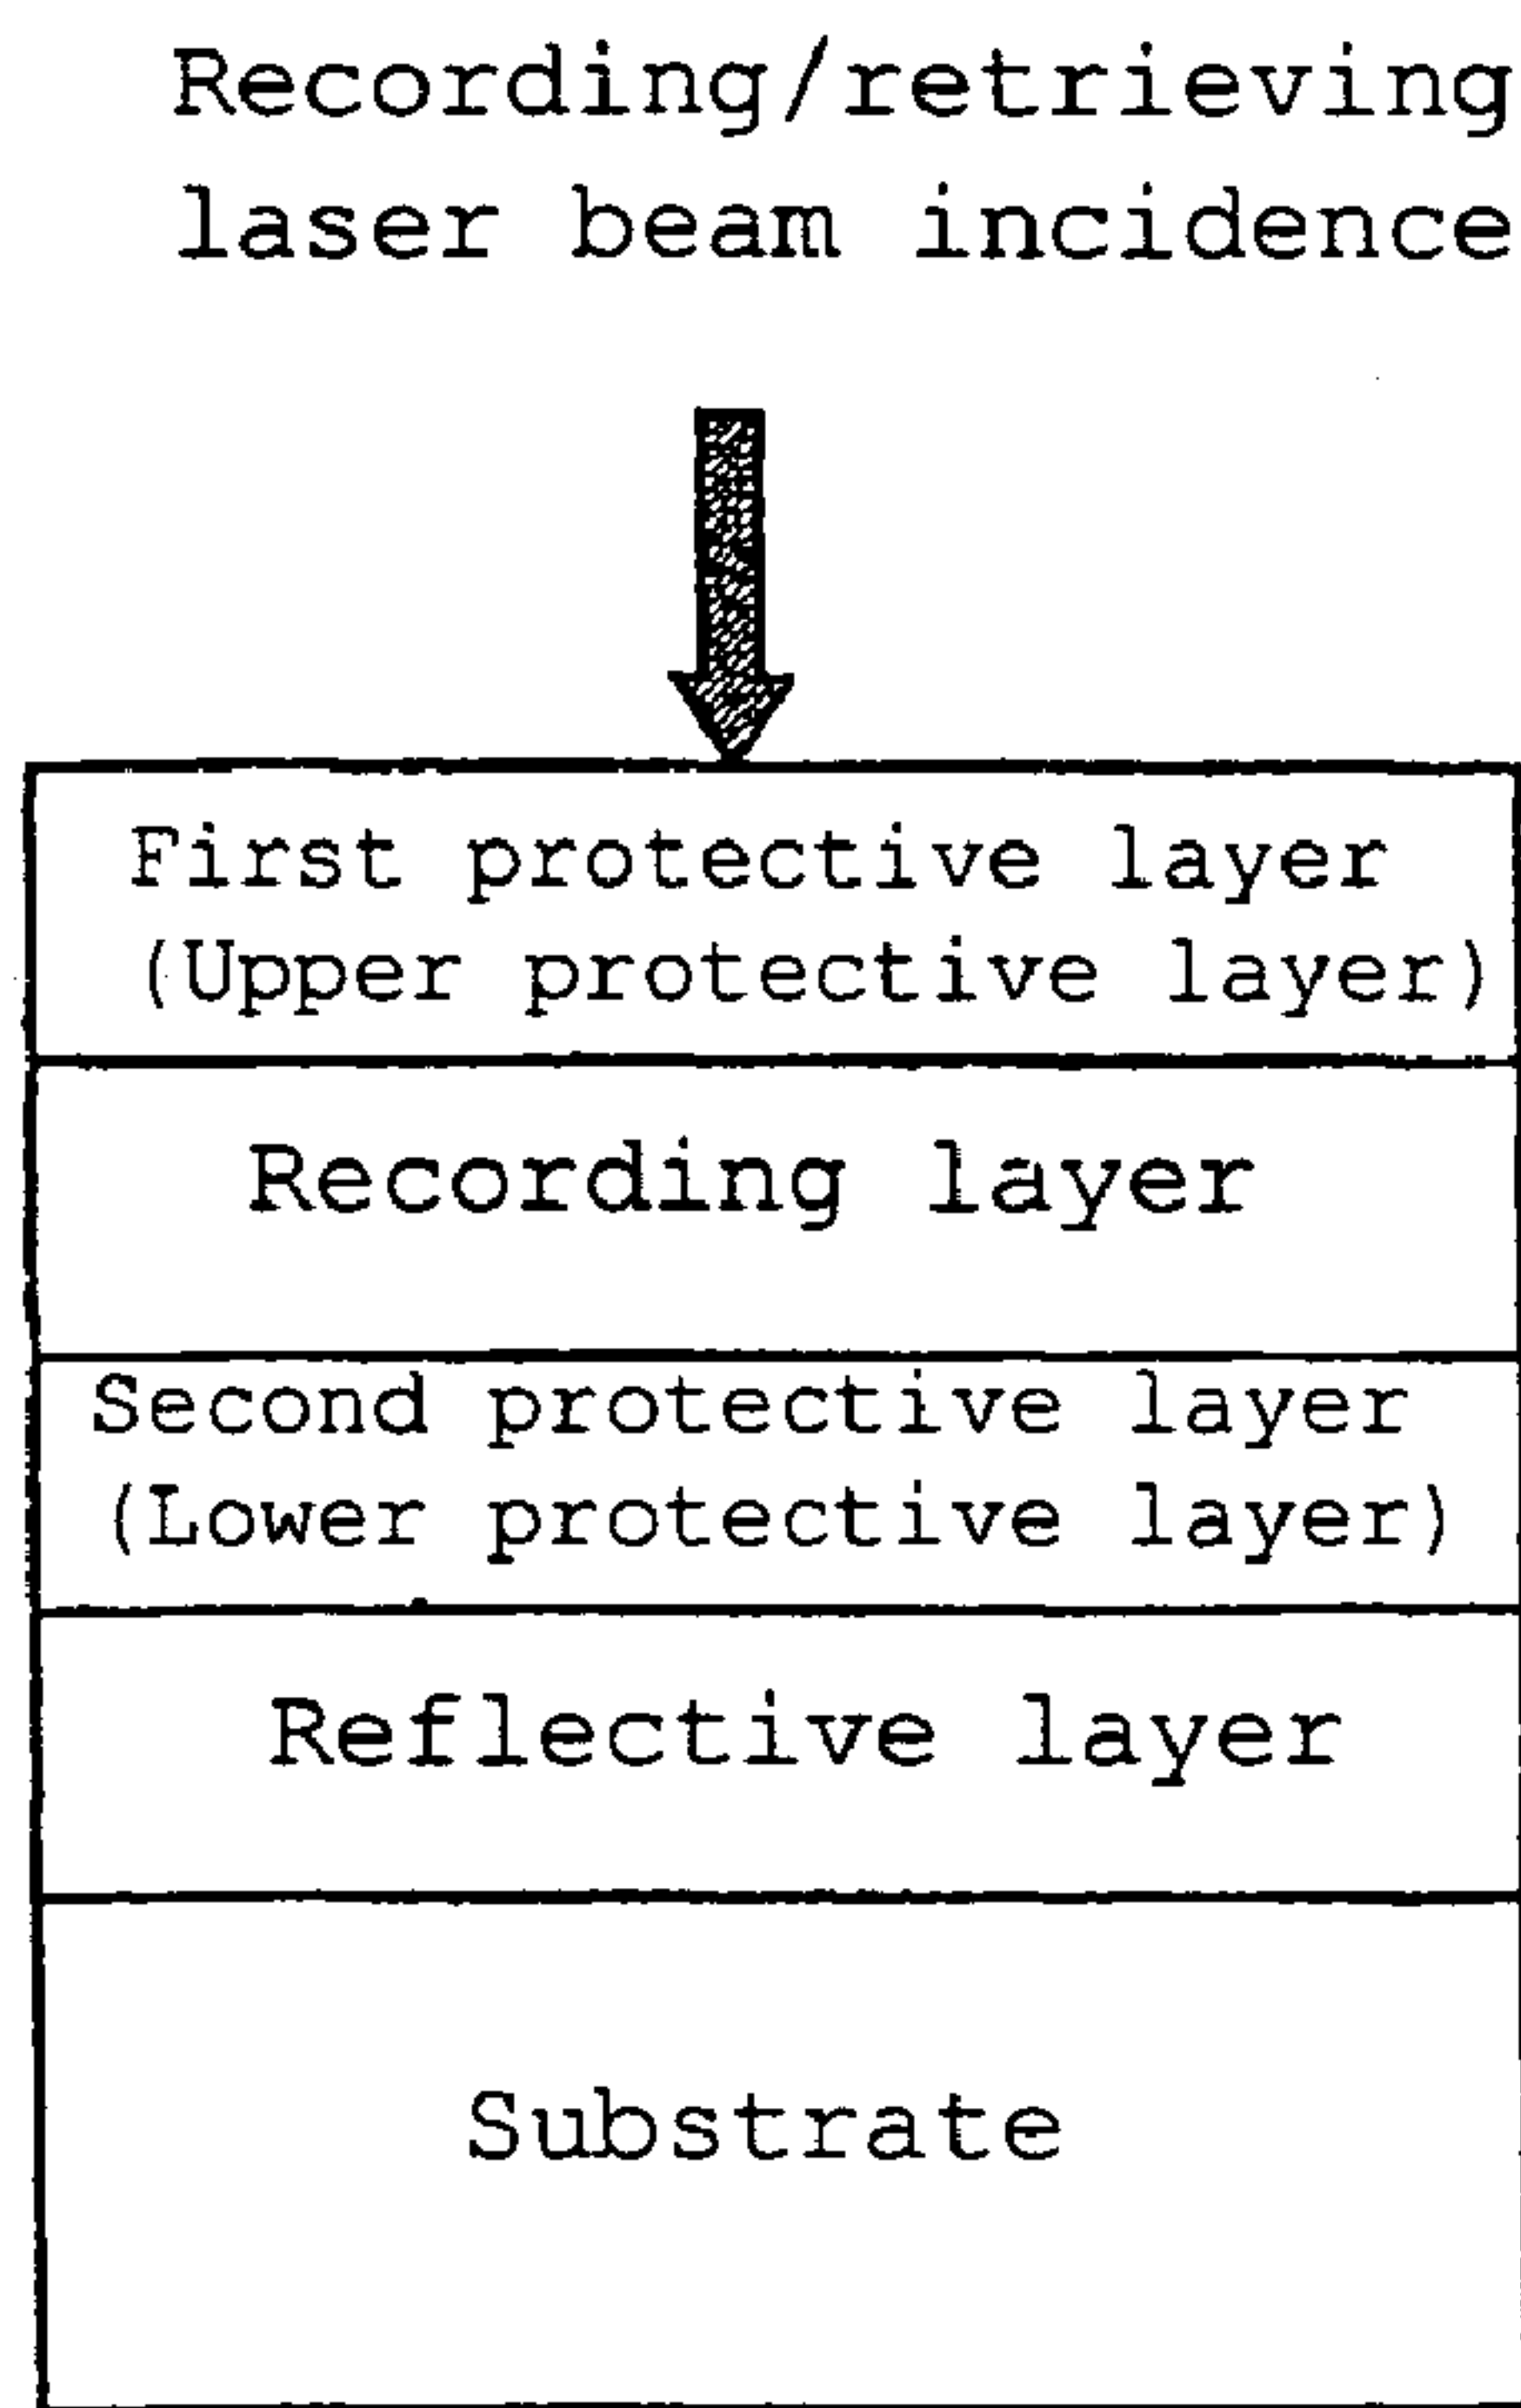 Recording/retrieving
laser beam incidence
First protective layer
(Upper protective layer)
Recording layer
Second protective layer
(Lower protective layer)
Reflective layer
Substrate